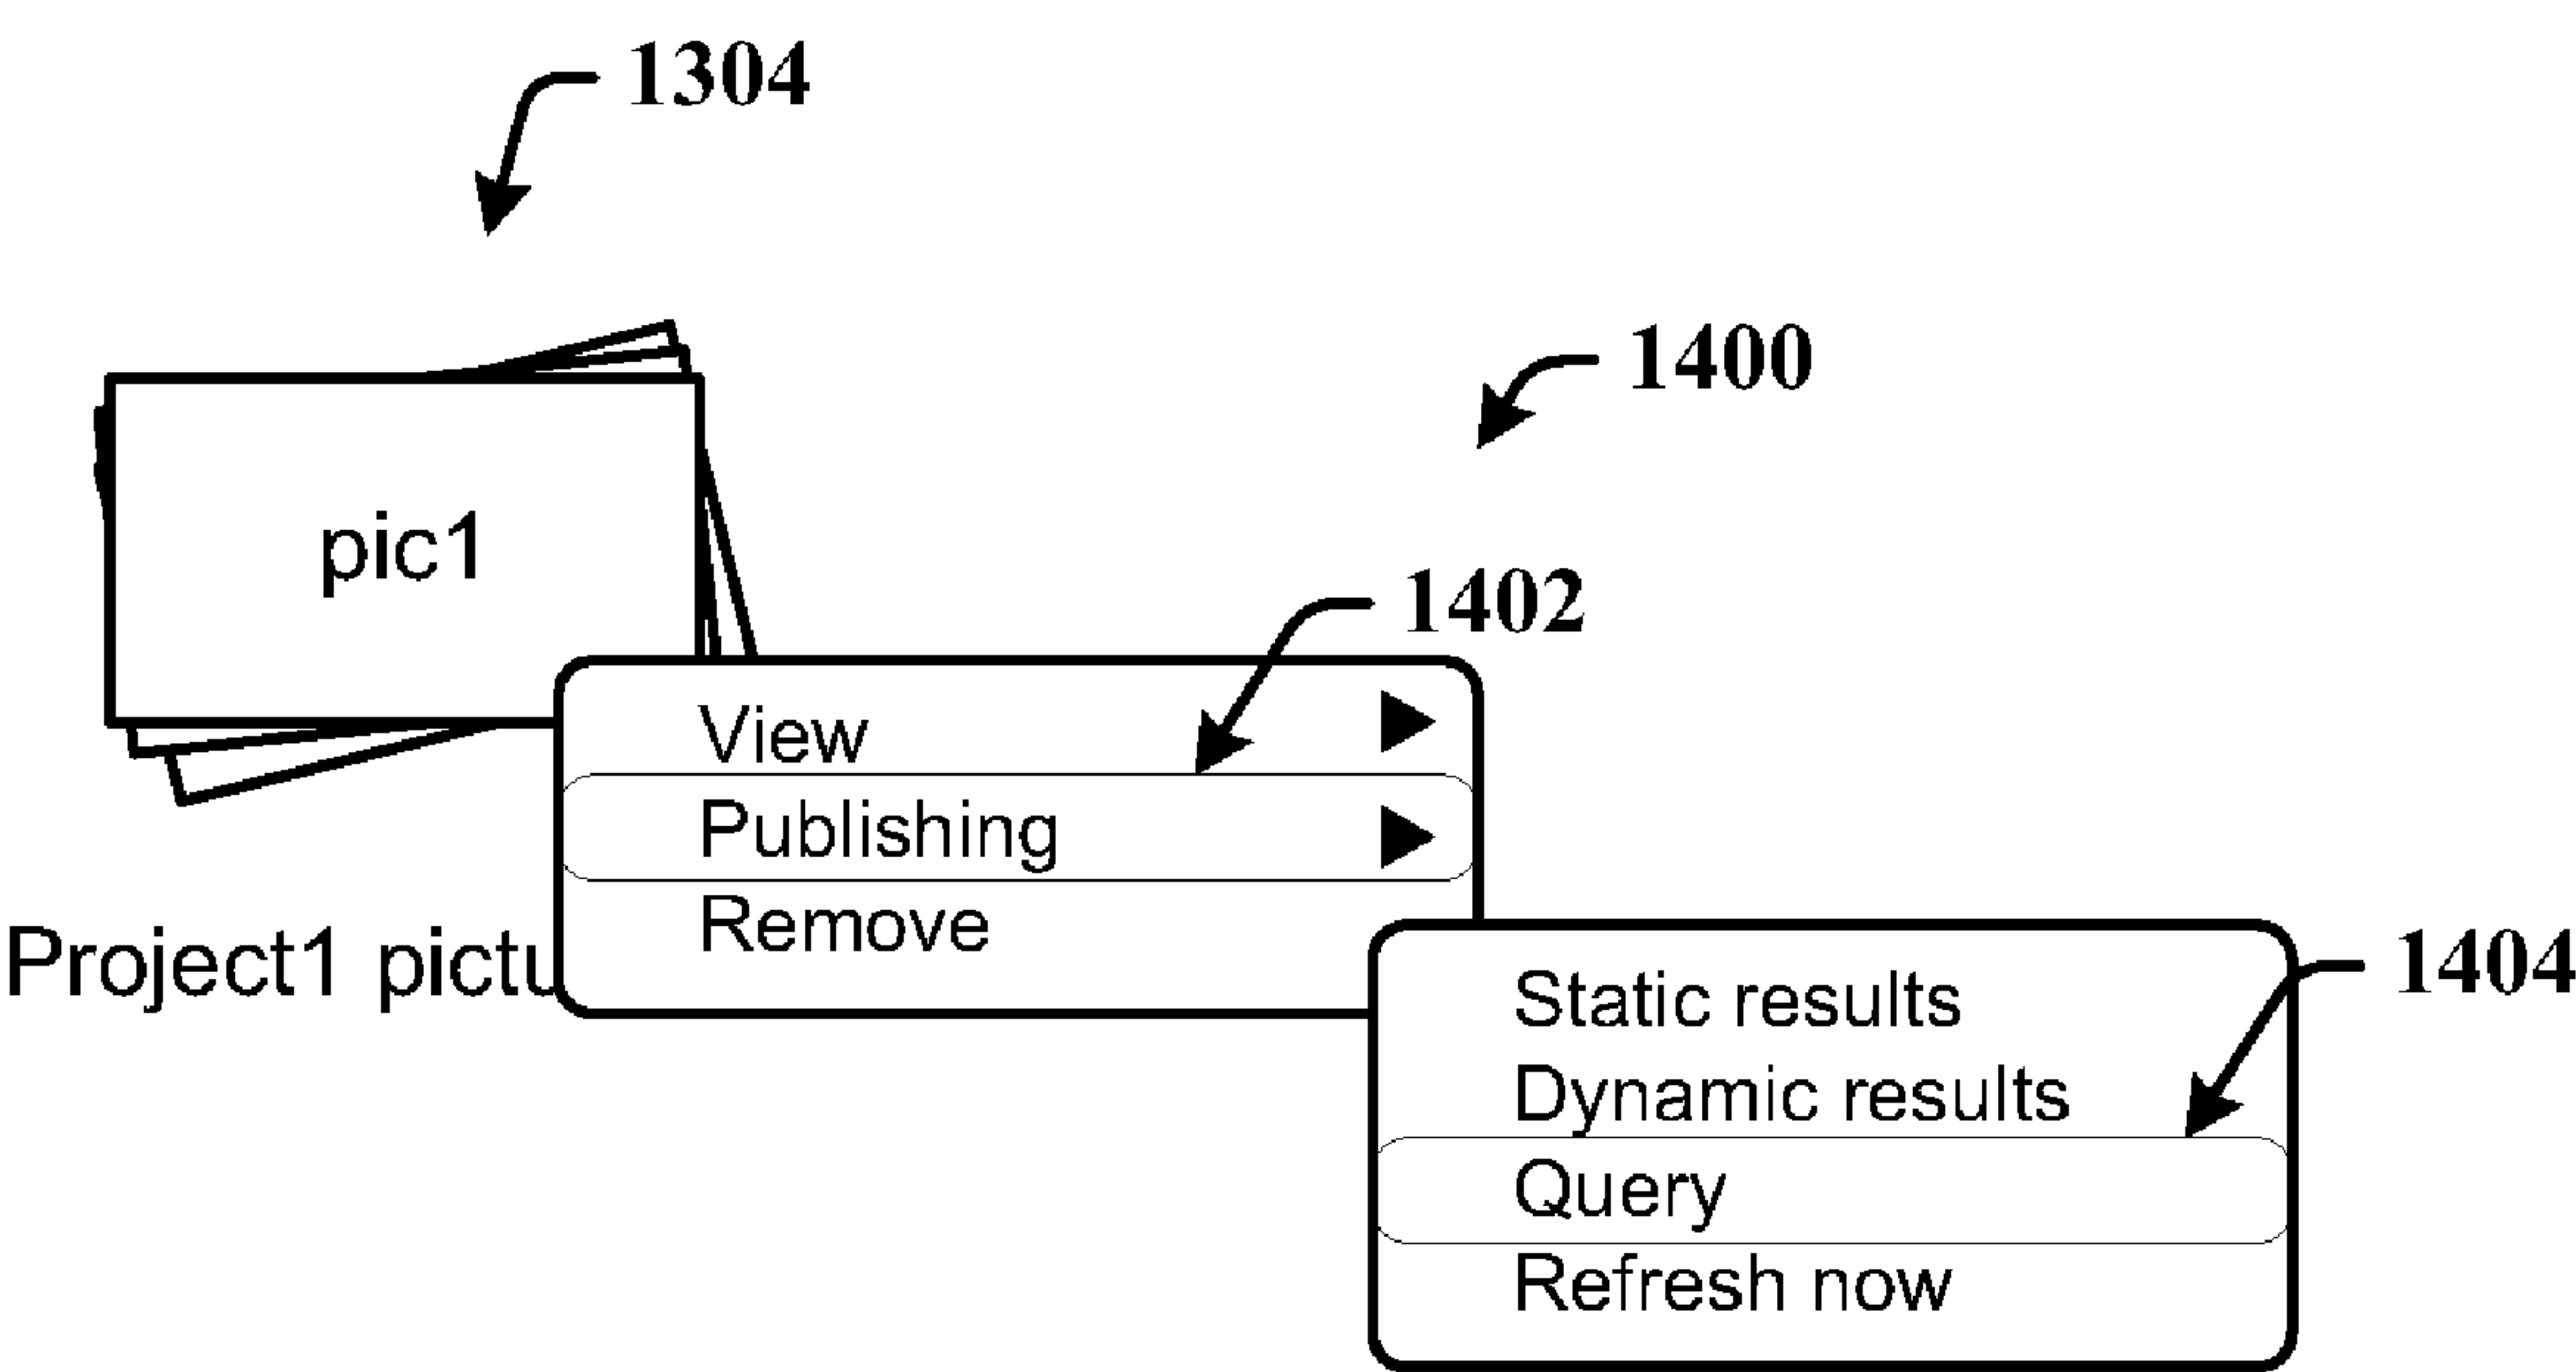 1304
1400
pic1
1402
View
Publishing
Remove
Project1 pictu
1404
Static results
Dynamic results
Query
Refresh now